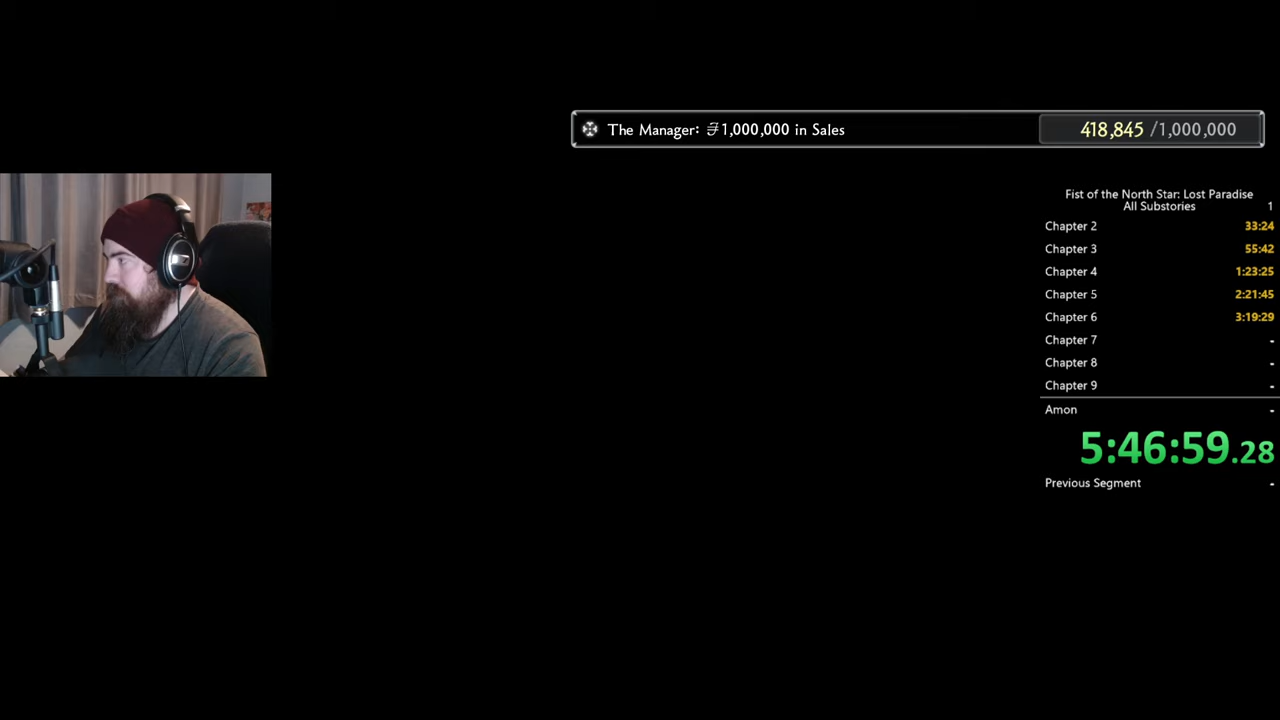 The Manager: ℱ1,000,000 in Sales 418,845 /1,000,000
Fist of the North Star: Lost Paradise
All Substories 1
Chapter 2 33:24
Chapter 3 55:42
Chapter 4 1:23:25
Chapter 5 2:21:45
Chapter 6 3:19:29
Chapter 7 -
Chapter 8 -
Chapter 9 -
Amon -
5:46:59.28
Previous Segment -